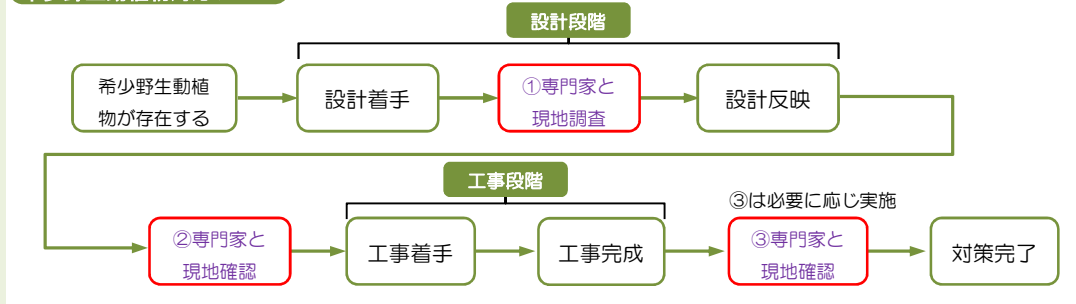 設計段階
希少野生動植
物が存在する
設計着手
①専門家と
現地調査
設計反映
工事段階
③は必要に応じ実施
②専門家と
現地確認
工事着手
工事完成
③専門家と
現地確認
対策完了